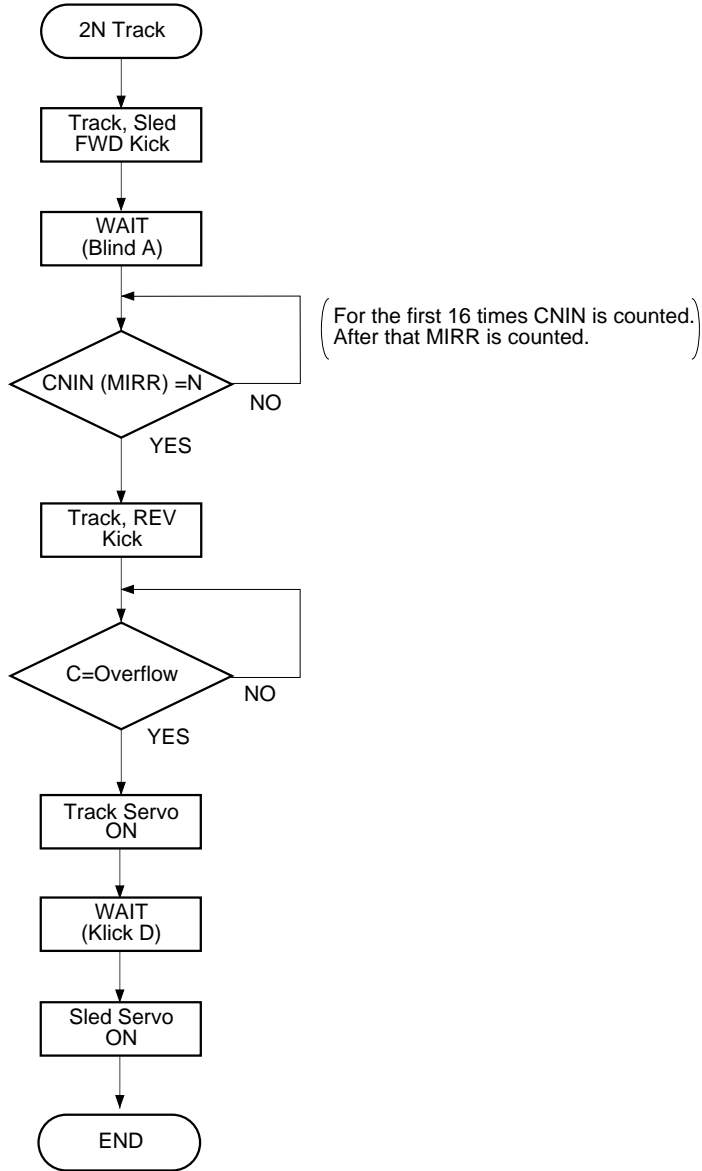 2N Track
Track, Sled
FWD Kick
WAIT
(Blind A)
For the first 16 times CNIN is counted.
After that MIRR is counted.
CNIN (MIRR) =N
NO
YES
Track, REV
Kick
C=Overflow
NO
YES
Track Servo
ON
WAIT
(Klick D)
Sled Servo
ON
END